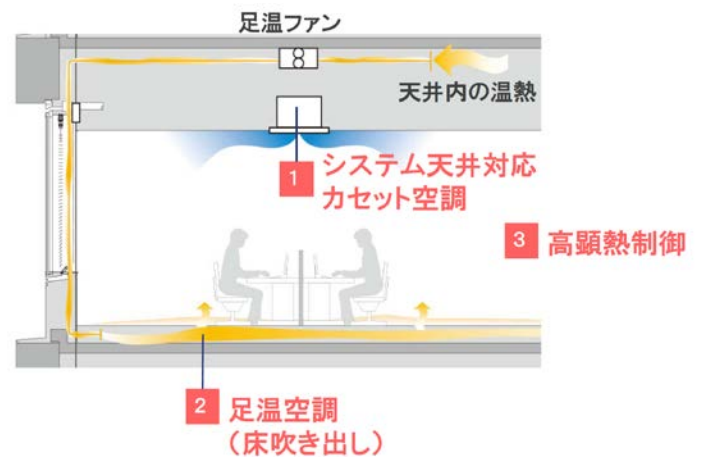 足温ファン
天井内の温熱
1 システム天井対応
カセット空調
3 高顕熱制御
2 足温空調
（床吹き出し）